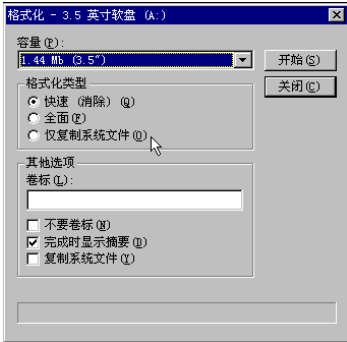 格式化 - 3.5 英寸软盘 (A:)
容量(P):
1.44 Mb (3.5")
开始(S)
关闭(C)
格式化类型
快速 (消除) (Q)
全面(F)
仅复制系统文件(O)
其他选项
卷标(L):
不要卷标(N)
完成时显示摘要(D)
复制系统文件(Y)